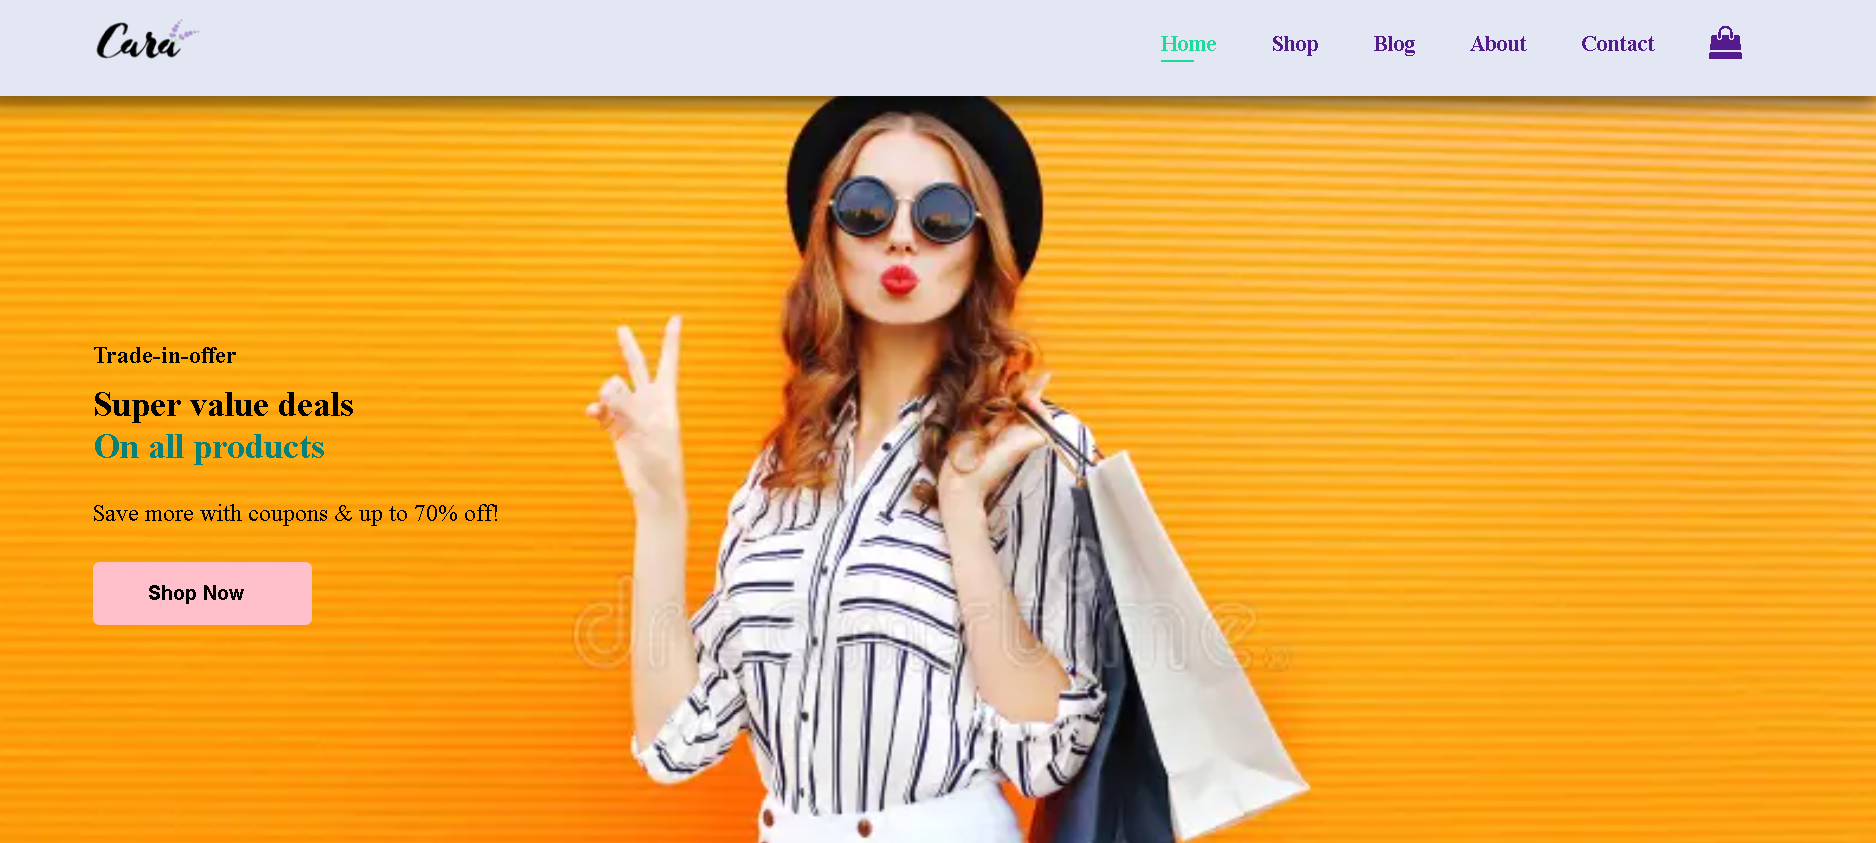 Cara
Home Shop Blog About Contact
Trade-in-offer
Super value deals
On all products
Save more with coupons & up to 70% off!
Shop Now
dreamstime